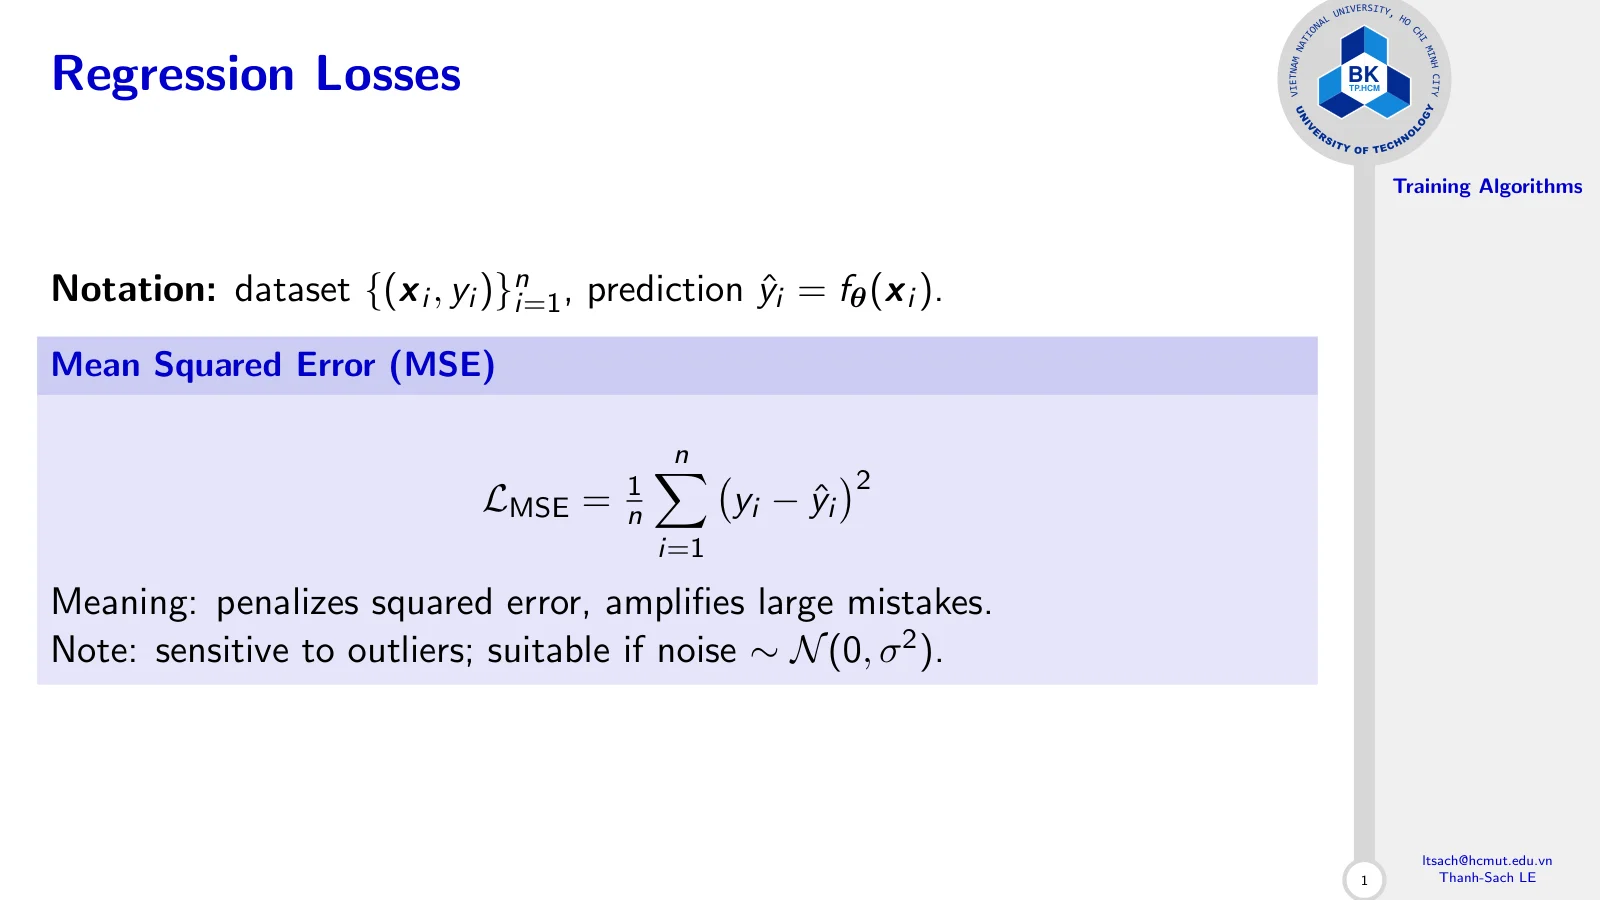 Regression Losses
VIETNAM NATIONAL UNIVERSITY, HO CHI MINH CITY
BK
TP.HCM
UNIVERSITY OF TECHNOLOGY
Training Algorithms
Notation: dataset {(𝒙ᵢ, yᵢ)}ⁿᵢ₌₁, prediction ŷᵢ = f_𝜽(𝒙ᵢ).
Mean Squared Error (MSE)
ℒ_MSE = 1/n ∑ⁿᵢ₌₁ (yᵢ − ŷᵢ)²
Meaning: penalizes squared error, amplifies large mistakes.
Note: sensitive to outliers; suitable if noise ∼ 𝒩(0, σ²).
ltsach@hcmut.edu.vn
Thanh-Sach LE
1